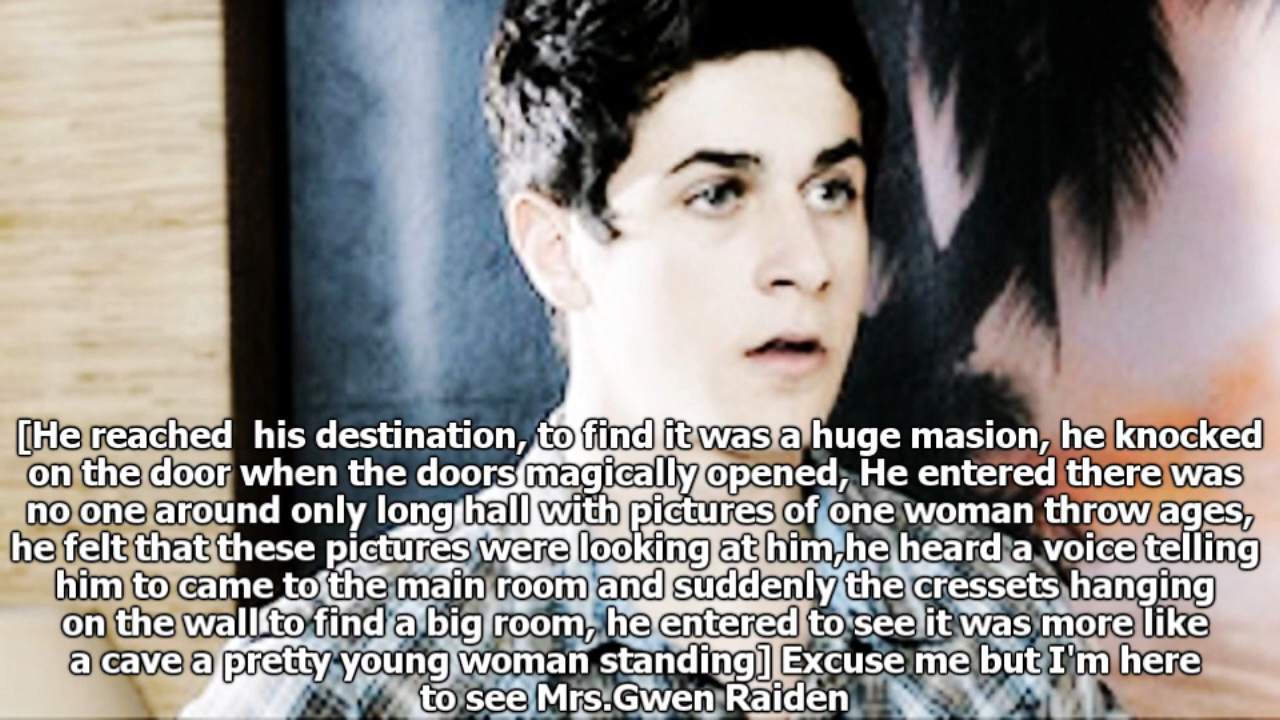 [He reached  his destination, to find it was a huge masion, he knocked
on the door when the doors magically opened, He entered there was
no one around only long hall with pictures of one woman throw ages,
he felt that these pictures were looking at him,he heard a voice telling
him to came to the main room and suddenly the cressets hanging
on the wall to find a big room, he entered to see it was more like
a cave a pretty young woman standing] Excuse me but I'm here
to see Mrs.Gwen Raiden